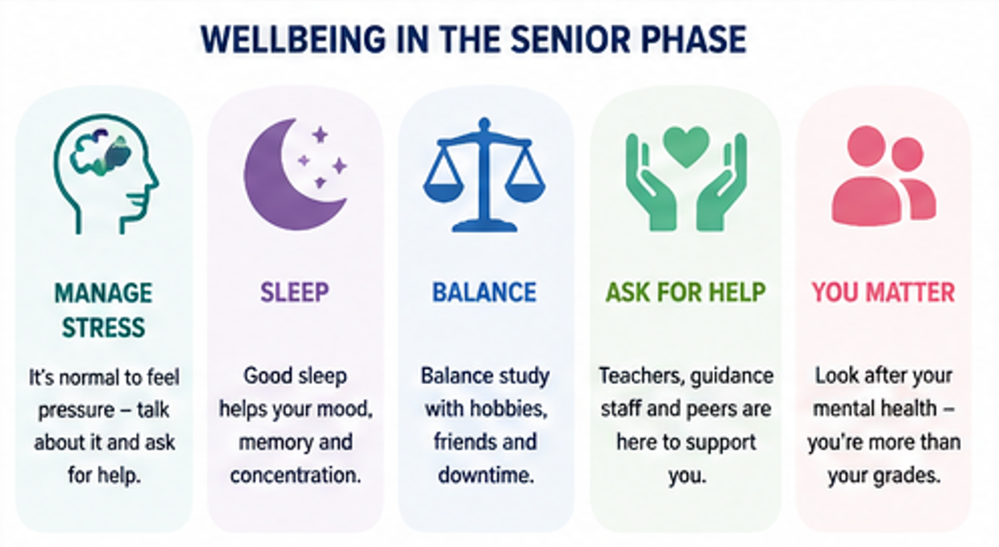 WELLBEING IN THE SENIOR PHASE
MANAGE
STRESS
It's normal to feel
pressure – talk
about it and ask
for help.
SLEEP
Good sleep
helps your mood,
memory and
concentration.
BALANCE
Balance study
with hobbies,
friends and
downtime.
ASK FOR HELP
Teachers, guidance
staff and peers are
here to support
you.
YOU MATTER
Look after your
mental health –
you're more than
your grades.